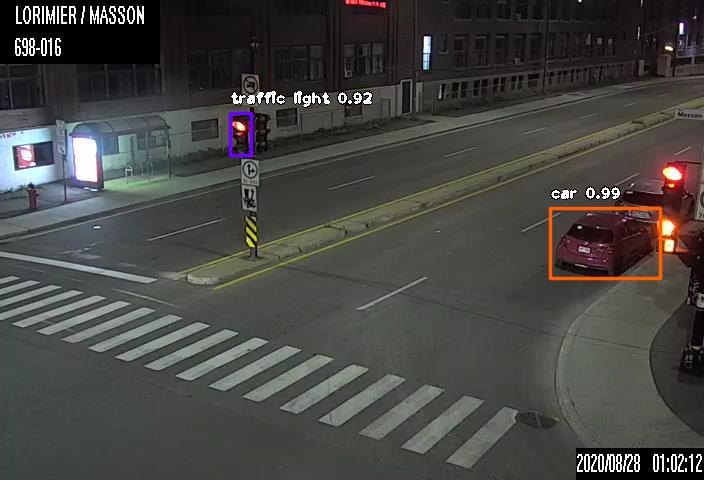 LORIMIER / MASSON
698-016
traffic light 0.92
Masson
car 0.99
2020/08/28 01:02:12